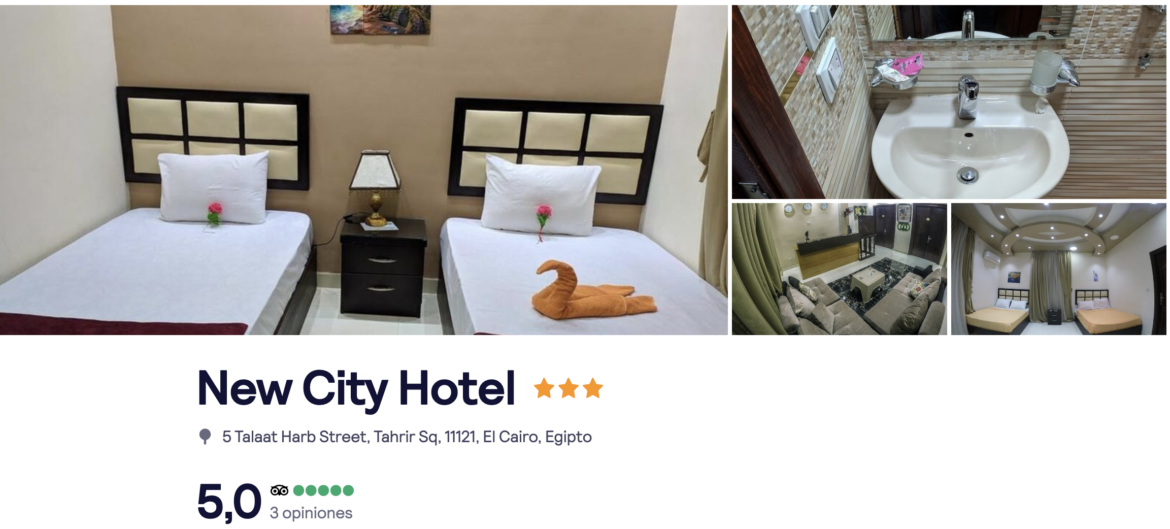 New City Hotel
5 Talaat Harb Street, Tahrir Sq, 11121, El Cairo, Egipto
5,0
3 opiniones